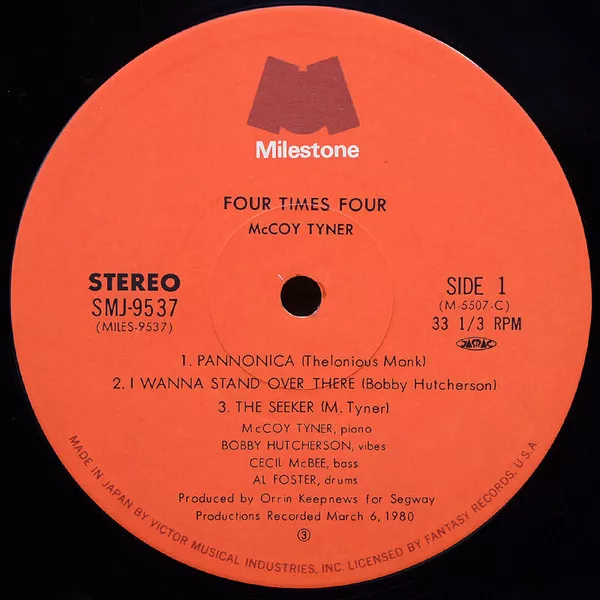 Milestone
FOUR TIMES FOUR
McCOY TYNER
STEREO
SMJ-9537
(MILES-9537)
SIDE 1
(M-5507-C)
33 1/3 RPM
JASRAC
1. PANNONICA (Thelonious Monk)
2. I WANNA STAND OVER THERE (Bobby Hutcherson)
3. THE SEEKER (M. Tyner)
McCOY TYNER, piano
BOBBY HUTCHERSON, vibes
CECIL McBEE, bass
AL FOSTER, drums
Produced by Orrin Keepnews for Segway
Productions Recorded March 6, 1980
③
MADE IN JAPAN BY VICTOR MUSICAL INDUSTRIES, INC. LICENSED BY FANTASY RECORDS, U.S.A.